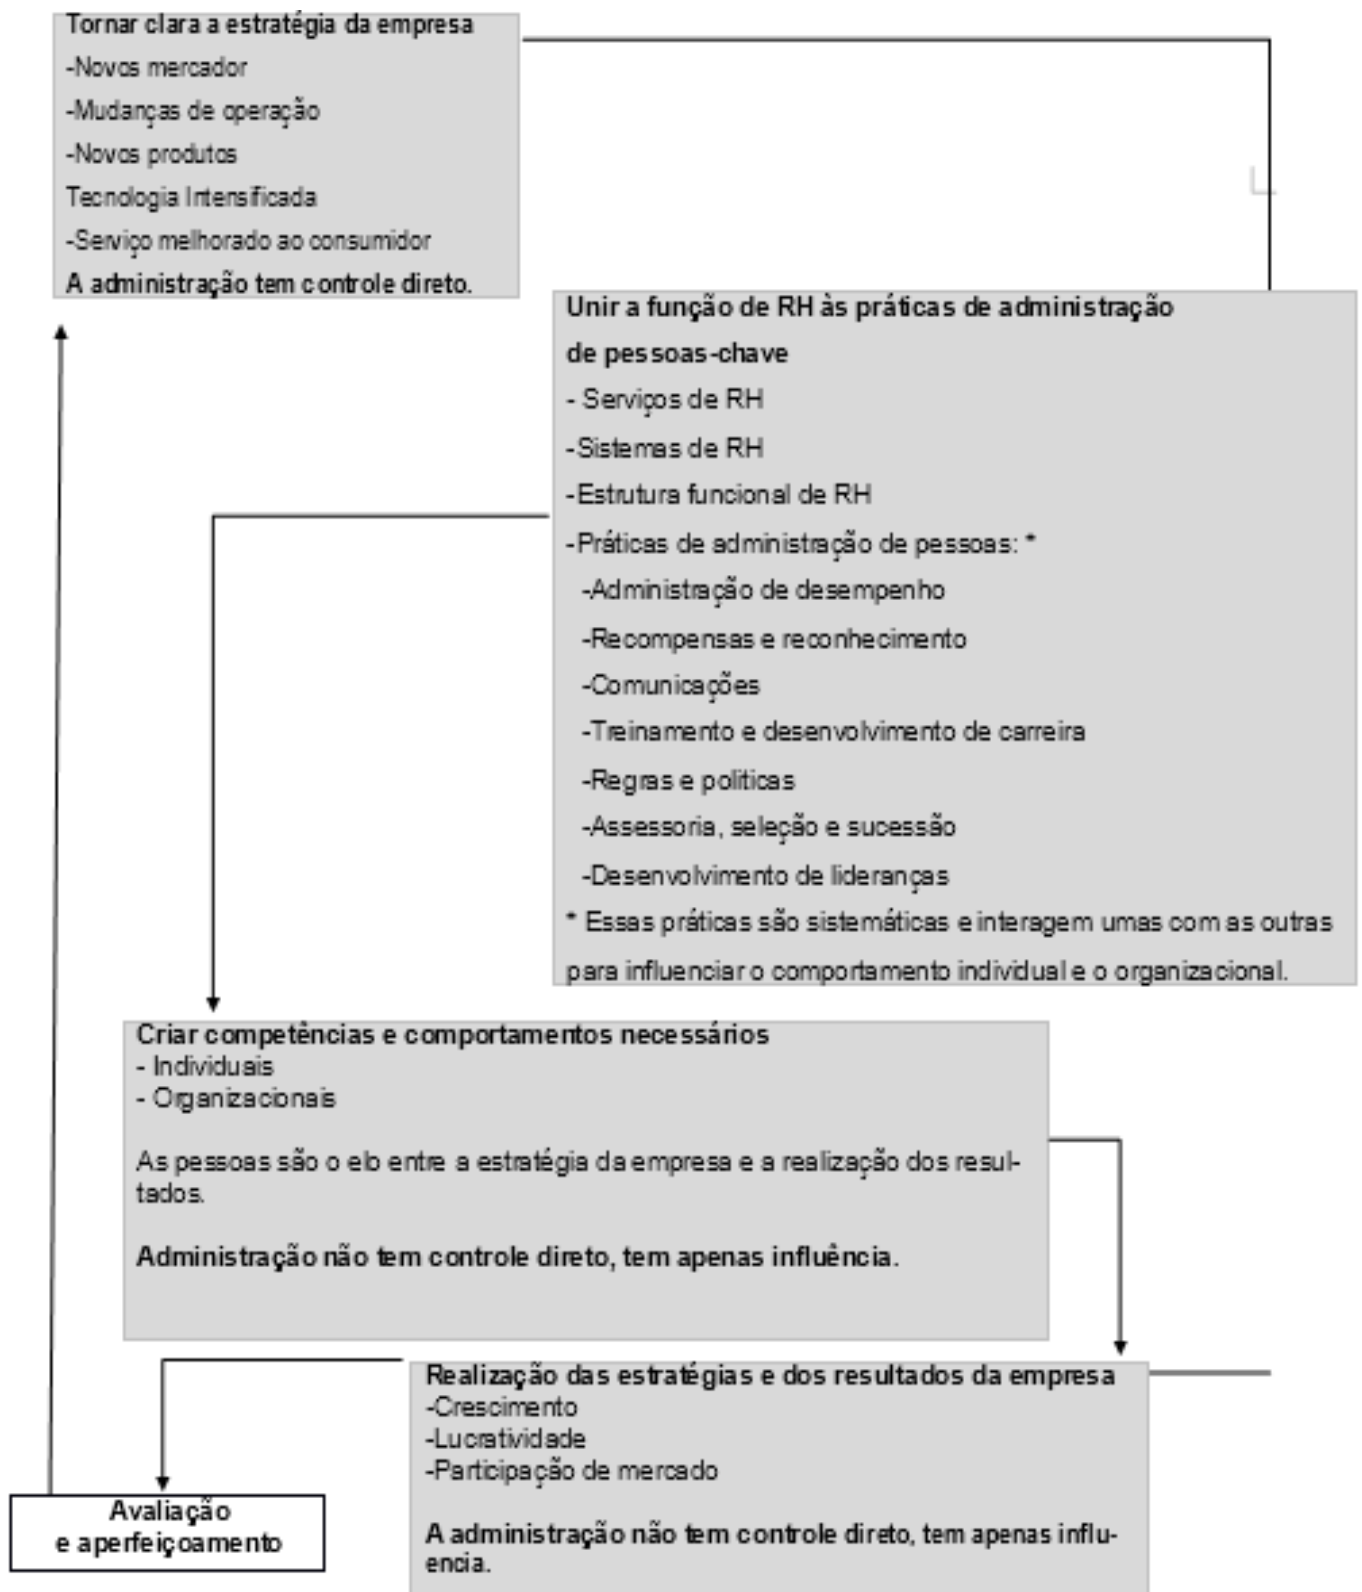 Tornar clara a estratégia da empresa
-Novos mercador
-Mudanças de operação
-Novos produtos
Tecnologia Intensificada
-Serviço melhorado ao consumidor
A administração tem controle direto.
Unir a função de RH às práticas de administração
de pessoas-chave
- Serviços de RH
-Sistemas de RH
-Estrutura funcional de RH
-Práticas de administração de pessoas: *
-Administração de desempenho
-Recompensas e reconhecimento
-Comunicações
-Treinamento e desenvolvimento de carreira
-Regras e politicas
-Assessoria, seleção e sucessão
-Desenvolvimento de lideranças
* Essas práticas são sistemáticas e interagem umas com as outras
para influenciar o comportamento individual e o organizacional.
Criar competências e comportamentos necessários
- Individuais
- Organizacionais
As pessoas são o elo entre a estratégia da empresa e a realização dos resul-
tados.
Administração não tem controle direto, tem apenas influência.
Realização das estratégias e dos resultados da empresa
-Crescimento
-Lucratividade
-Participação de mercado
A administração não tem controle direto, tem apenas influ-
encia.
Avaliação
e aperfeiçoamento